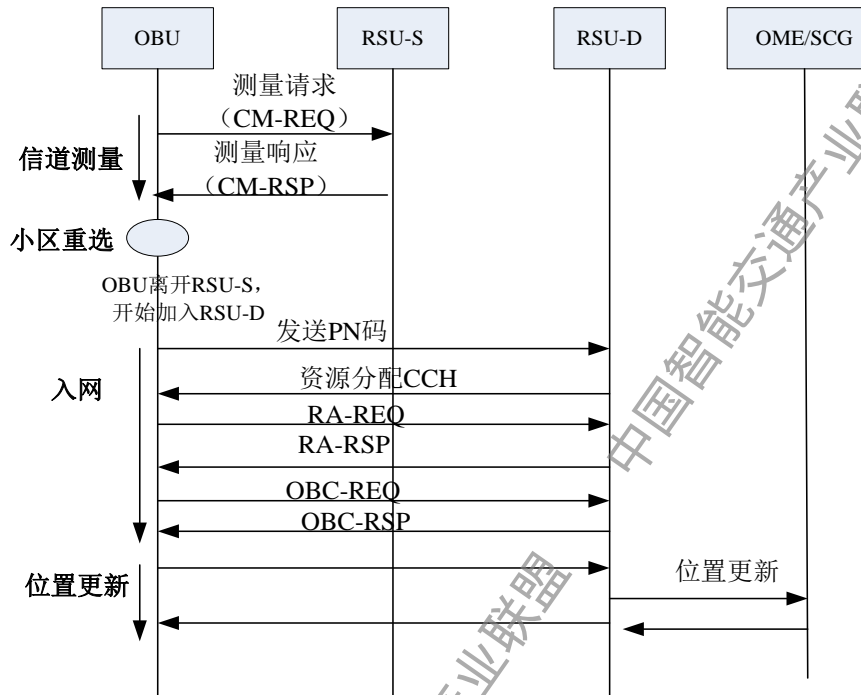 OBU
RSU-S
RSU-D
OME/SCG
测量请求
（CM-REQ）
信道测量
测量响应
（CM-RSP）
小区重选
OBU离开RSU-S，
开始加入RSU-D
发送PN码
入网
资源分配CCH
RA-REQ
RA-RSP
OBC-REQ
OBC-RSP
位置更新
位置更新
中国智能交通产业联
产业联盟